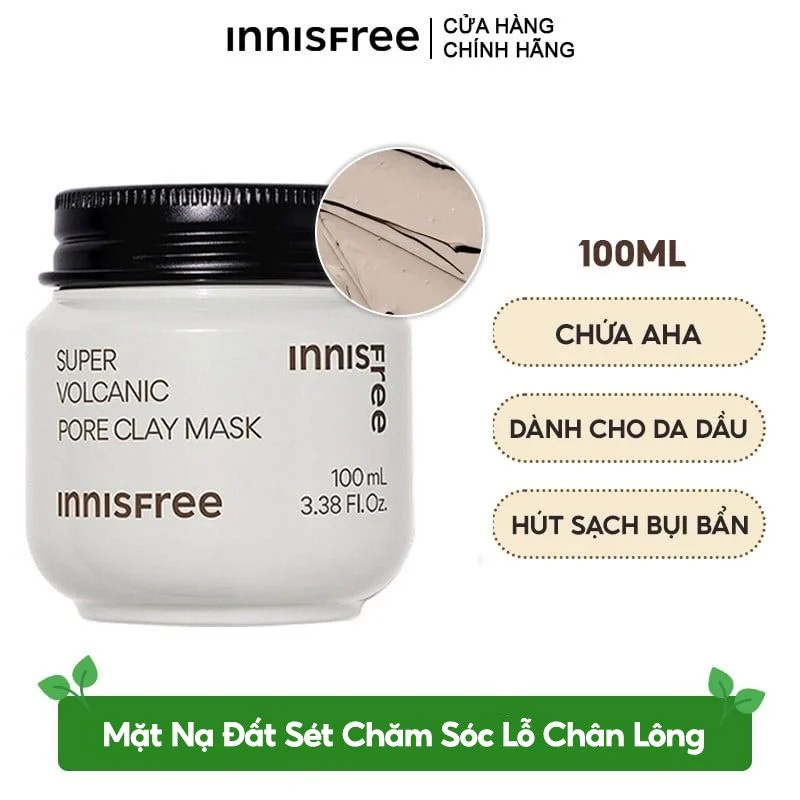 innisfree
CỬA HÀNG
CHÍNH HÃNG
SUPER
VOLCANIC
PORE CLAY MASK
innisfree
innisfree
100 mL
3.38 Fl.Oz.
100ML
CHỨA AHA
DÀNH CHO DA DẦU
HÚT SẠCH BỤI BẨN
Mặt Nạ Đất Sét Chăm Sóc Lỗ Chân Lông